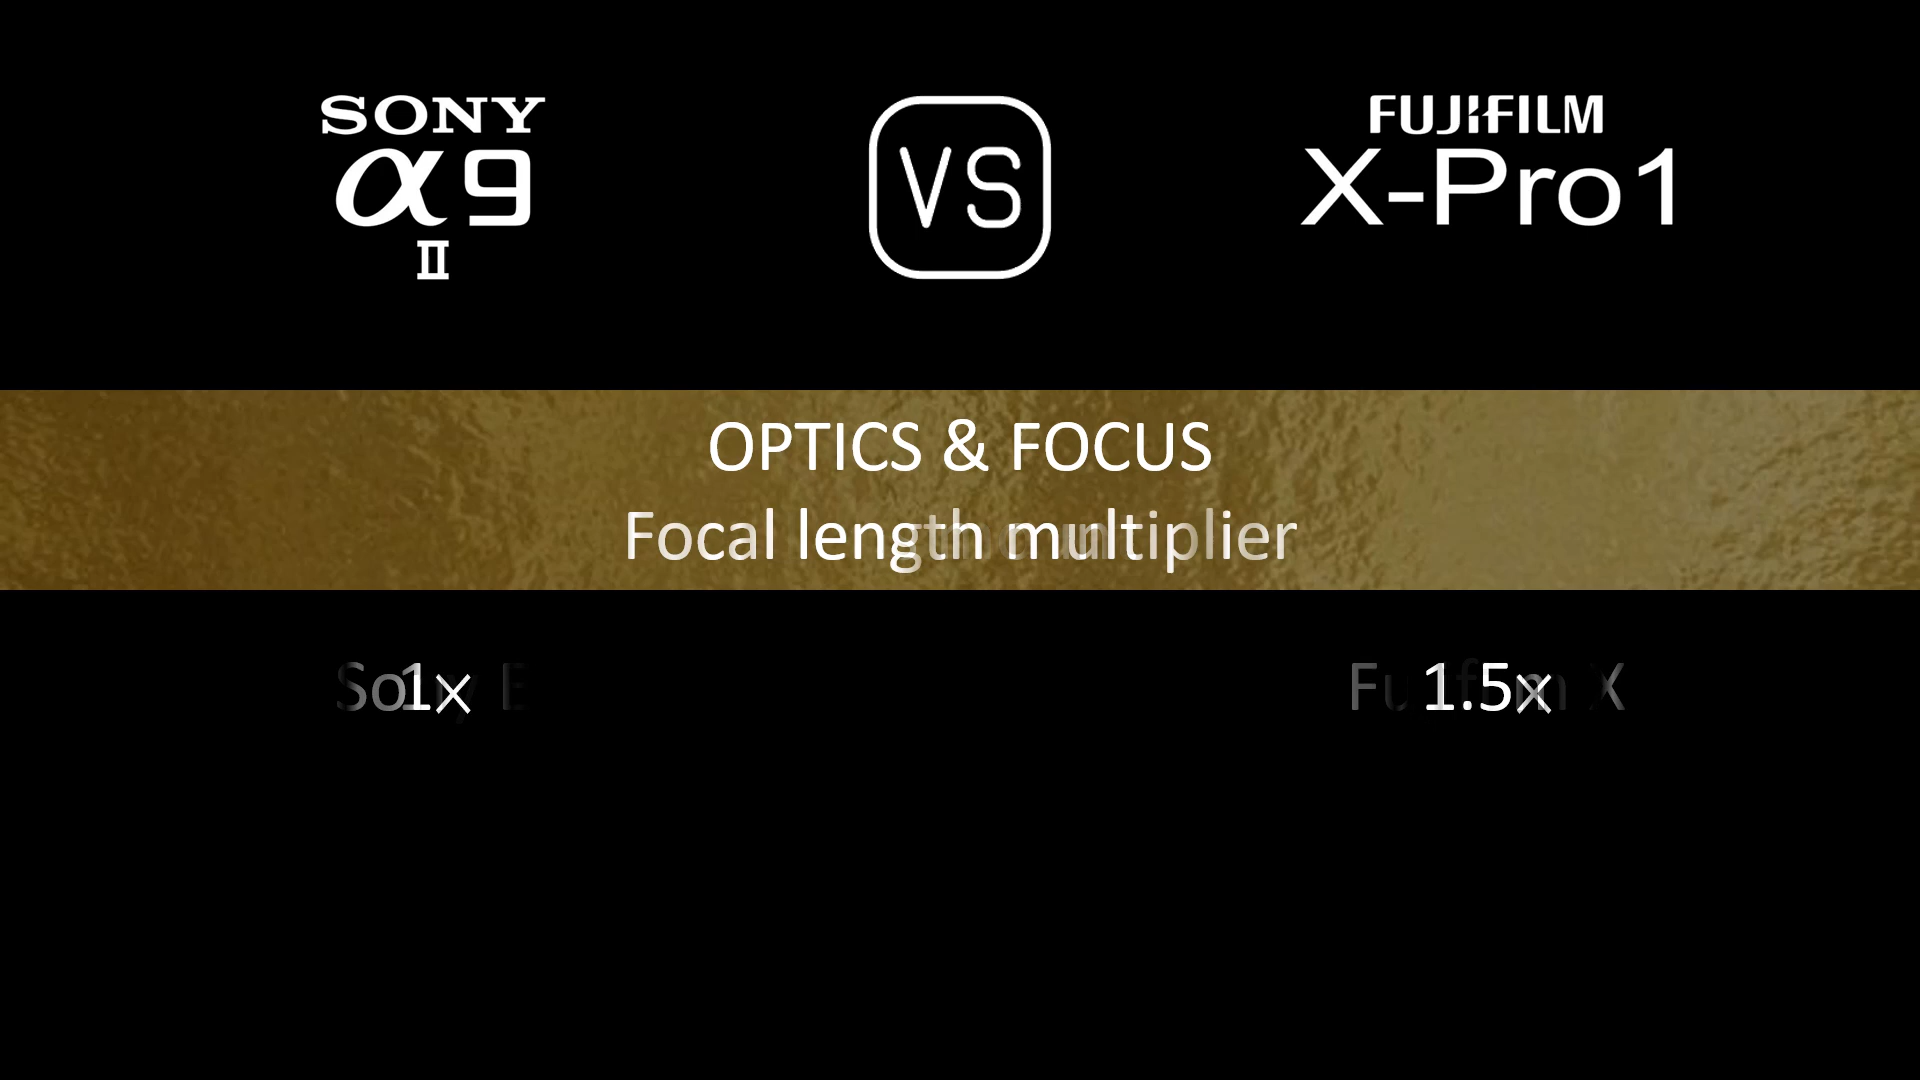 SONY
α9
II
VS
FUJIFILM
X-Pro1
OPTICS & FOCUS
Focal length multiplier
1x
1.5x